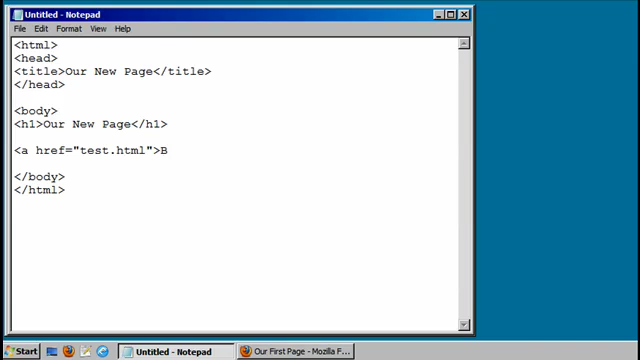 Untitled - Notepad
File Edit Format View Help
<html>
<head>
<title>Our New Page</title>
</head>
<body>
<h1>Our New Page</h1>
<a href="test.html">B
</body>
</html>
Start Untitled - Notepad Our First Page - Mozilla F...